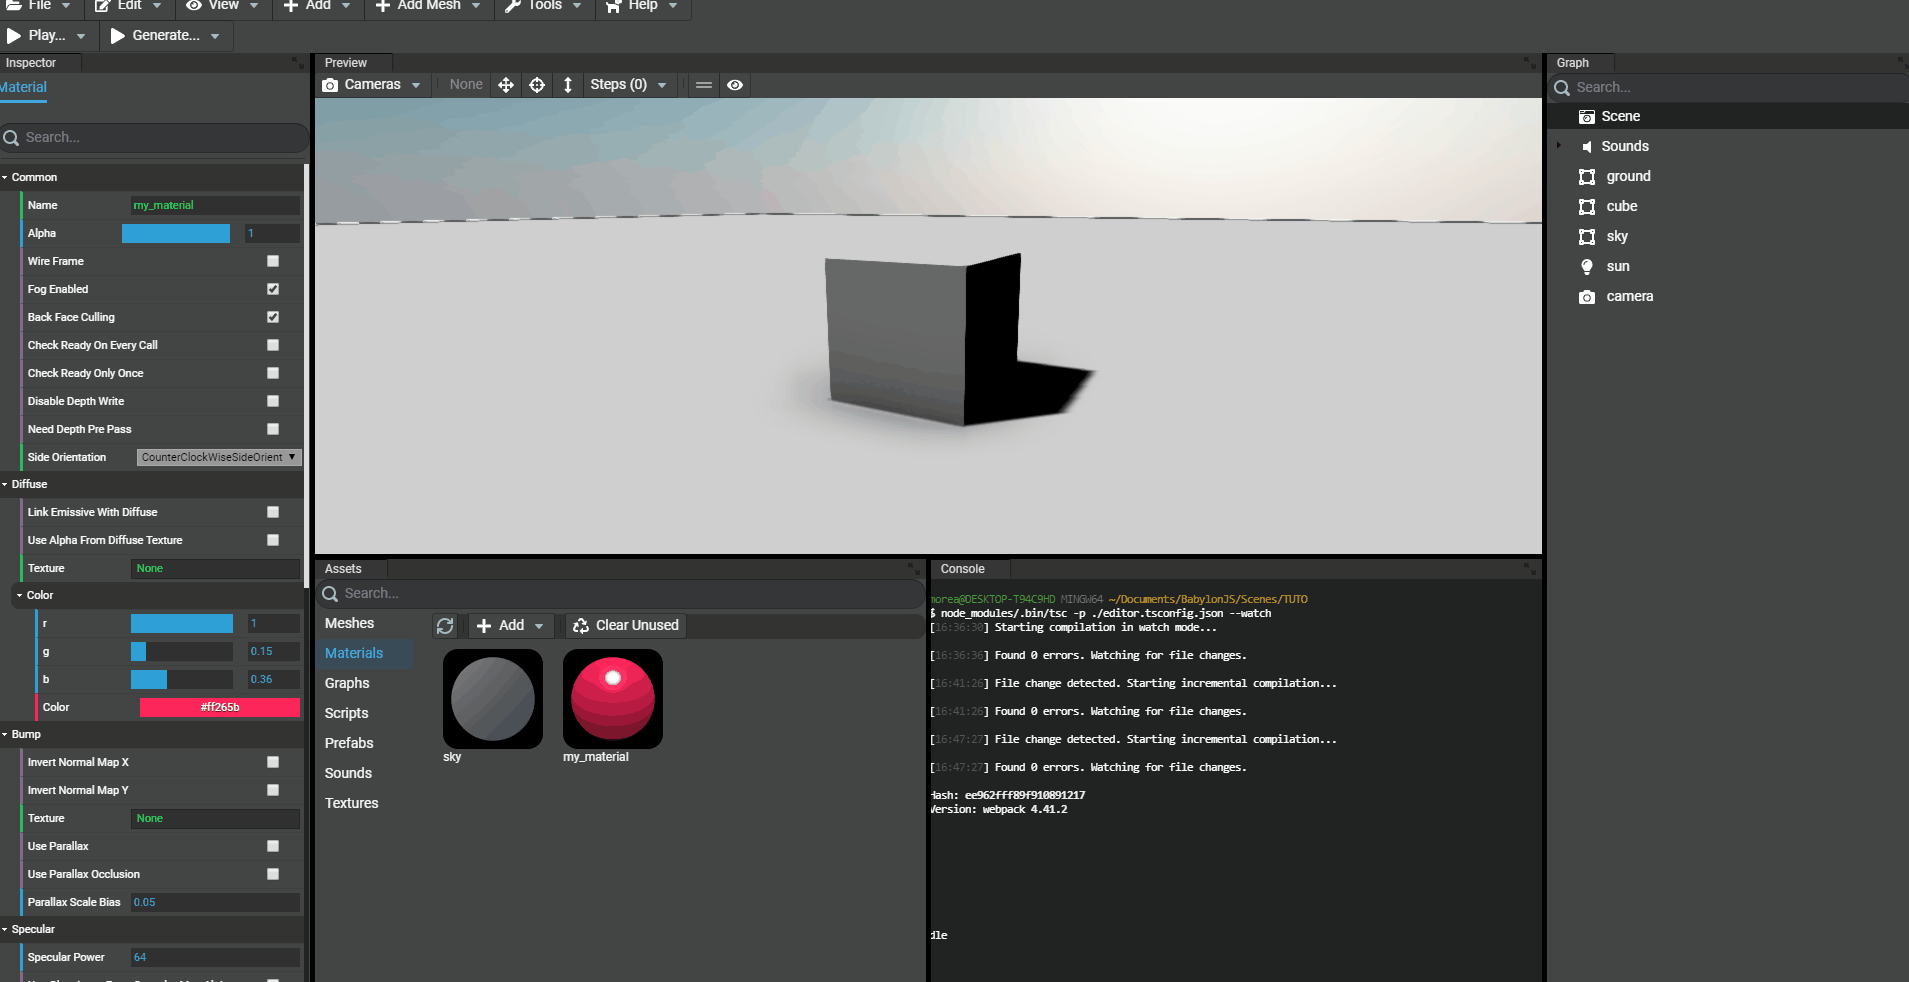 File Edit View Add Add Mesh Tools Help
Play... Generate...
Inspector
Material
Search...
Common
Name my_material
Alpha 1
Wire Frame
Fog Enabled
Back Face Culling
Check Ready On Every Call
Check Ready Only Once
Disable Depth Write
Need Depth Pre Pass
Side Orientation CounterClockWiseSideOrient
Diffuse
Link Emissive With Diffuse
Use Alpha From Diffuse Texture
Texture None
Color
r 1
g 0.15
b 0.36
Color #ff265b
Bump
Invert Normal Map X
Invert Normal Map Y
Texture None
Use Parallax
Use Parallax Occlusion
Parallax Scale Bias 0.05
Specular
Specular Power 64
Preview
Cameras None Steps (0)
Assets
Search...
Meshes
Materials
Graphs
Scripts
Prefabs
Sounds
Textures
Add Clear Unused
sky my_material
Console
morea@DESKTOP-T94C9HD MINGW64 ~/Documents/BabylonJS/Scenes/TUTO
$ node_modules/.bin/tsc -p ./editor.tsconfig.json --watch
[16:36:30] Starting compilation in watch mode...
[16:36:36] Found 0 errors. Watching for file changes.
[16:41:26] File change detected. Starting incremental compilation...
[16:41:26] Found 0 errors. Watching for file changes.
[16:47:27] File change detected. Starting incremental compilation...
[16:47:27] Found 0 errors. Watching for file changes.
Hash: ee962fff89f910891217
Version: webpack 4.41.2
dle
Graph
Search...
Scene
Sounds
ground
cube
sky
sun
camera